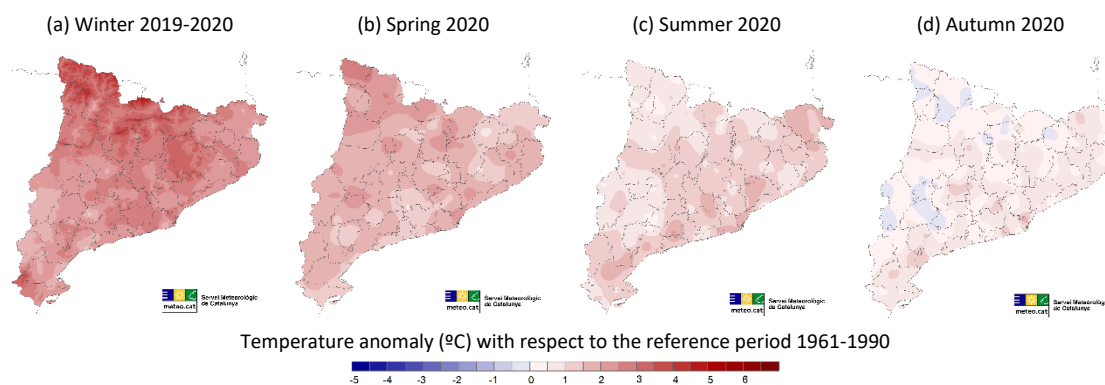 (a) Winter 2019-2020
(b) Spring 2020
(c) Summer 2020
(d) Autumn 2020
meteo.cat
Servei Meteorològic
de Catalunya
meteo.cat
Servei Meteorològic
de Catalunya
meteo.cat
Servei Meteorològic
de Catalunya
meteo.cat
Servei Meteorològic
de Catalunya
Temperature anomaly (ºC) with respect to the reference period 1961-1990
-5 -4 -3 -2 -1 0 1 2 3 4 5 6